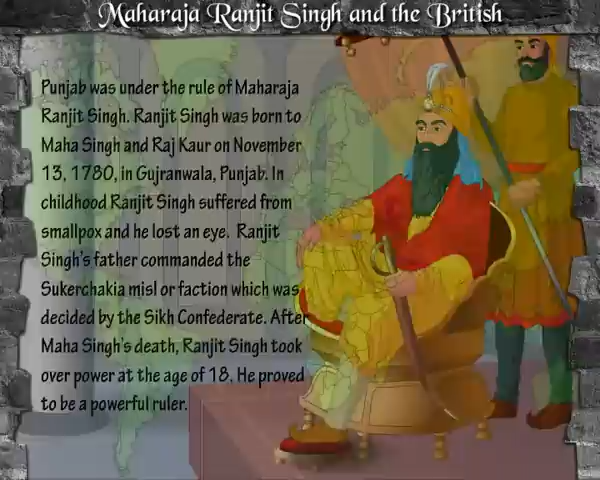 Maharaja Ranjit Singh and the British
Punjab was under the rule of Maharaja
Ranjit Singh. Ranjit Singh was born to
Maha Singh and Raj Kaur on November
13, 1780, in Gujranwala, Punjab. In
childhood Ranjit Singh suffered from
smallpox and he lost an eye. Ranjit
Singh's father commanded the
Sukerchakia misl or faction which was
decided by the Sikh Confederate. After
Maha Singh's death, Ranjit Singh took
over power at the age of 18. He proved
to be a powerful ruler.